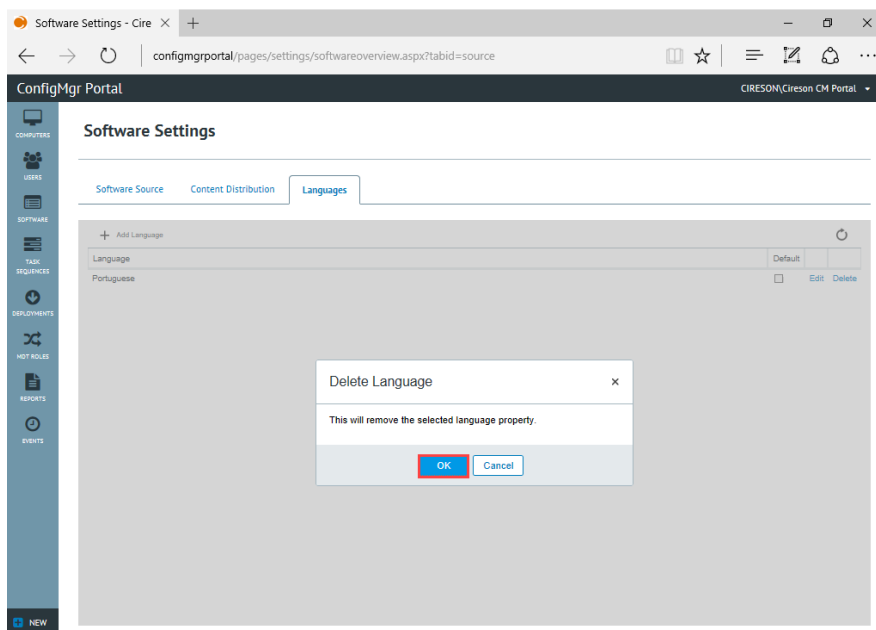 Software Settings - Cire
configmgrportal/pages/settings/softwareoverview.aspx?tabid=source
ConfigMgr Portal
CIRESON\Cireson CM Portal
COMPUTERS
USERS
SOFTWARE
TASK
SEQUENCES
DEPLOYMENTS
MDT ROLES
REPORTS
EVENTS
NEW
Software Settings
Software Source Content Distribution Languages
Add Language
Language Default
Portuguese Edit Delete
Delete Language
This will remove the selected language property.
OK Cancel